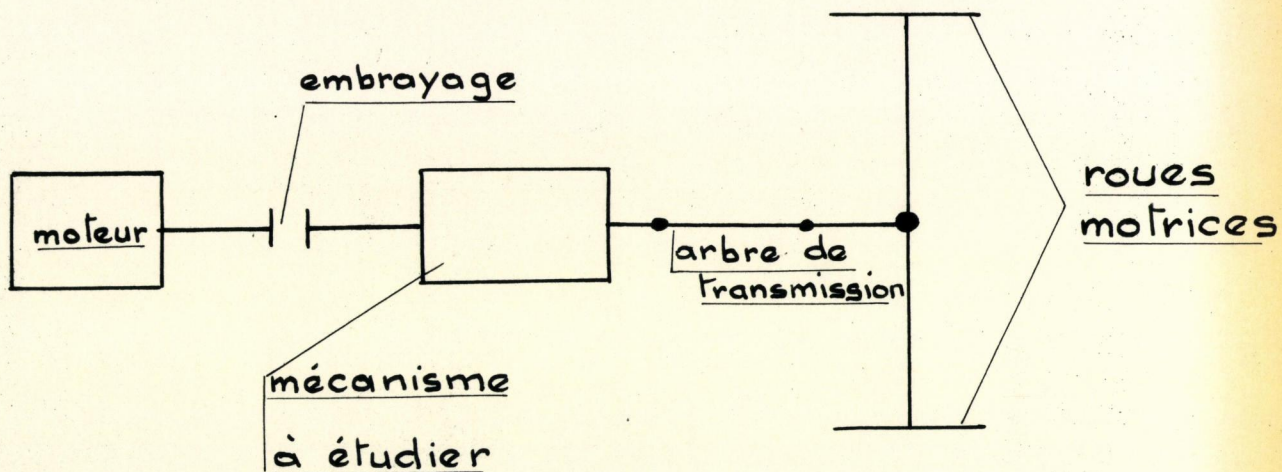 embrayage
moteur
roues
motrices
arbre de
transmission
mécanisme
à étudier